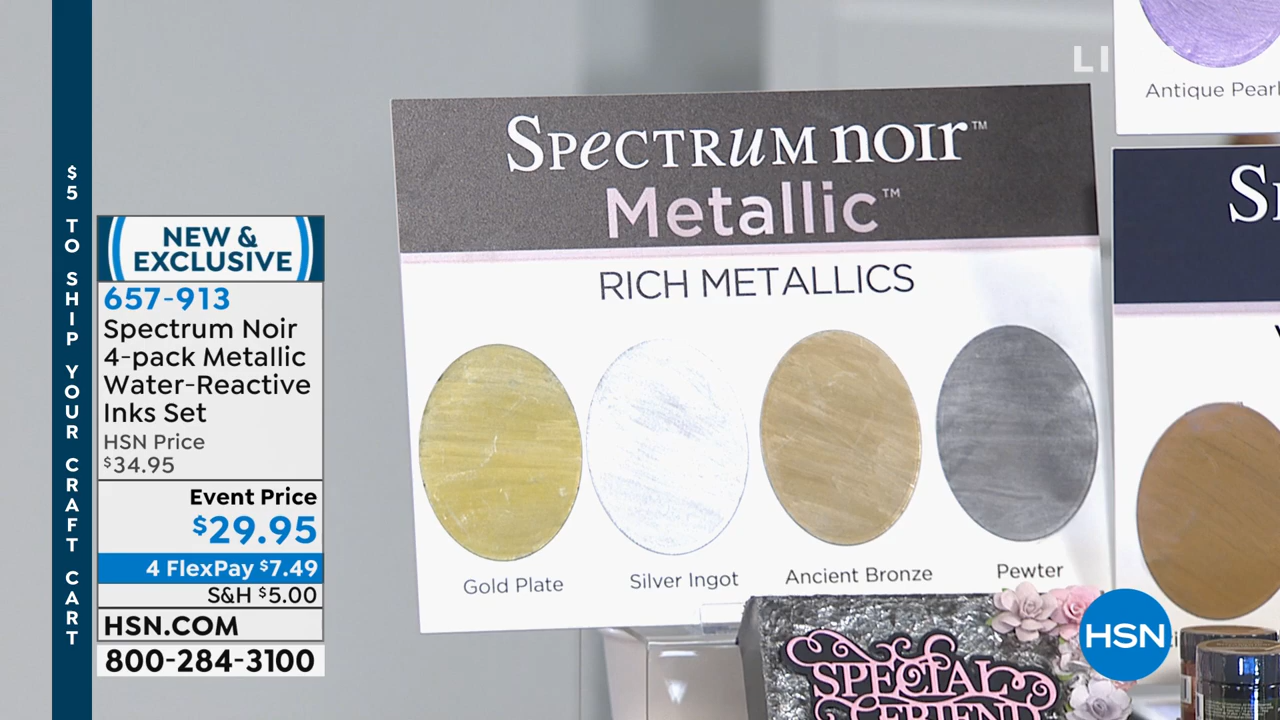 $5 TO SHIP YOUR CRAFT CART
NEW &
EXCLUSIVE
657-913
Spectrum Noir
4-pack Metallic
Water-Reactive
Inks Set
HSN Price
$34.95
Event Price
$29.95
4 FlexPay $7.49
S&H $5.00
HSN.COM
800-284-3100
SPeCTRuM noir™
Metallic™
RICH METALLICS
Gold Plate
Silver Ingot
Ancient Bronze
Pewter
LI
Antique Pearl
SPECIAL
FRIEND
HSN